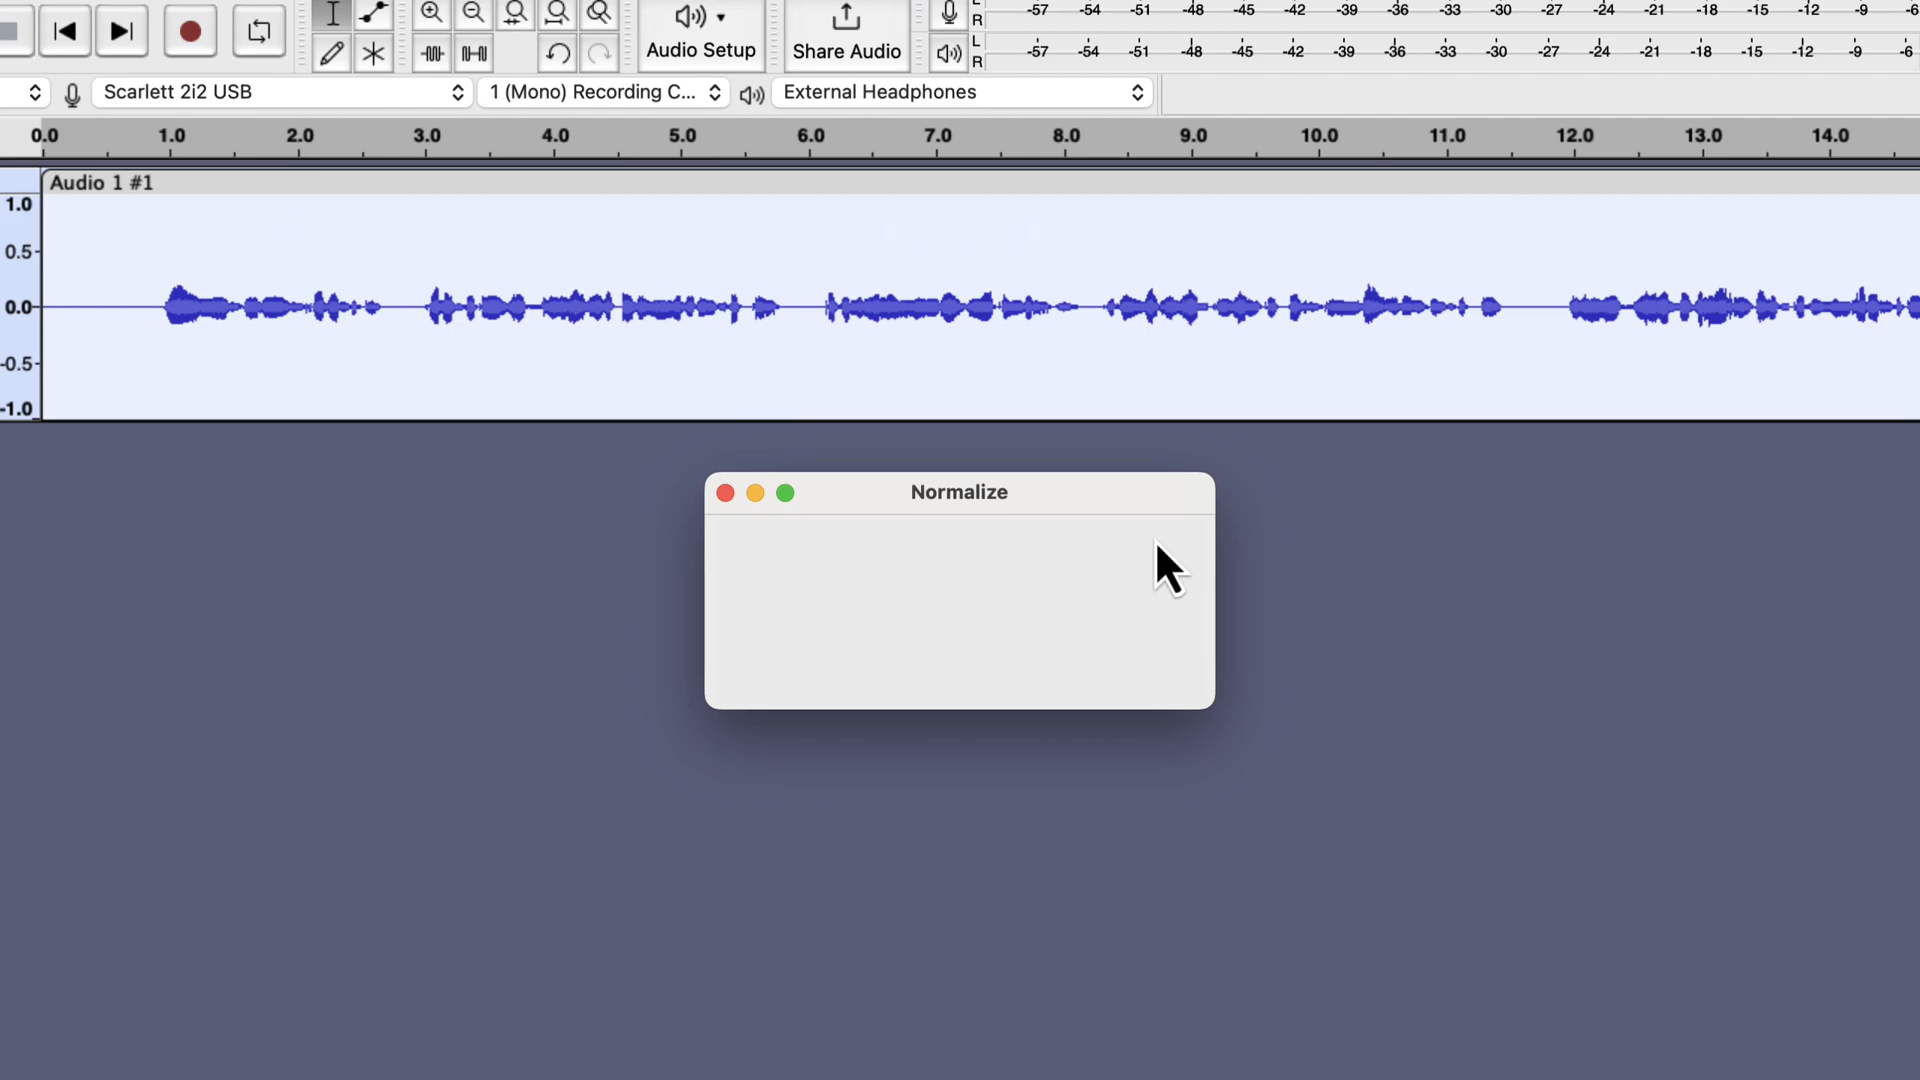 -57 -54 -51 -48 -45 -42 -39 -36 -33 -30 -27 -24 -21 -18 -15 -12 -9 -6
R
Audio Setup
Share Audio
L
R
-57 -54 -51 -48 -45 -42 -39 -36 -33 -30 -27 -24 -21 -18 -15 -12 -9 -6
Scarlett 2i2 USB
1 (Mono) Recording C...
External Headphones
0.0 1.0 2.0 3.0 4.0 5.0 6.0 7.0 8.0 9.0 10.0 11.0 12.0 13.0 14.0
Audio 1 #1
1.0
0.5
0.0
-0.5
-1.0
Normalize